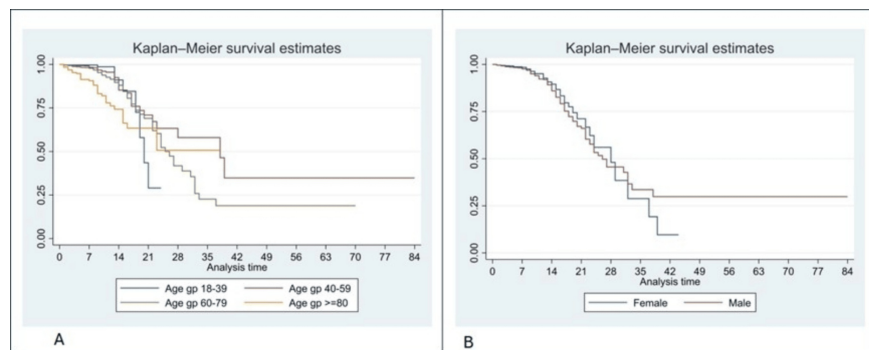 Kaplan–Meier survival estimates
1.00
0.75
0.50
0.25
0.00
0 7 14 21 28 35 42 49 56 63 70 77 84
Analysis time
Age gp 18-39 Age gp 40-59
Age gp 60-79 Age gp >=80
A
Kaplan–Meier survival estimates
1.00
0.75
0.50
0.25
0.00
0 7 14 21 28 35 42 49 56 63 70 77 84
Analysis time
Female Male
B